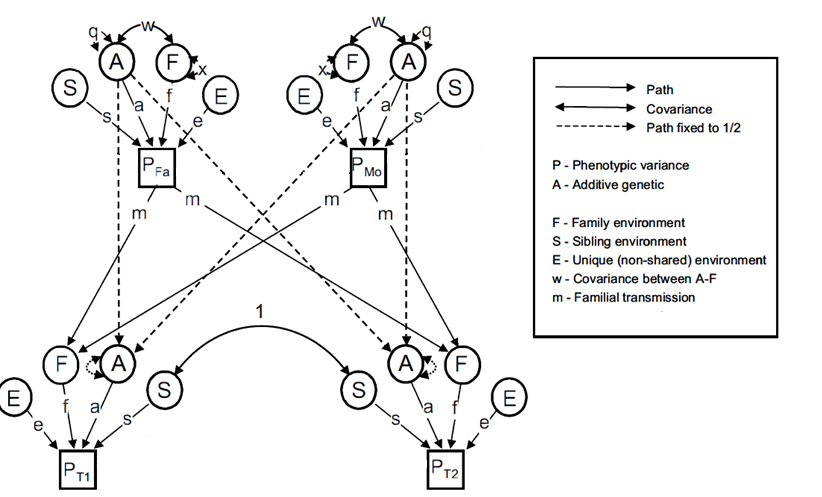 w w
q q
A F F A
x x
S E E S
a f f a
s e e s
P Fa P Mo
m m m m
1
F A A F
S S
E E
f a a f
e s s e
P T1 P T2
Path
Covariance
Path fixed to 1/2
P - Phenotypic variance
A - Additive genetic
F - Family environment
S - Sibling environment
E - Unique (non-shared) environment
w - Covariance between A-F
m - Familial transmission